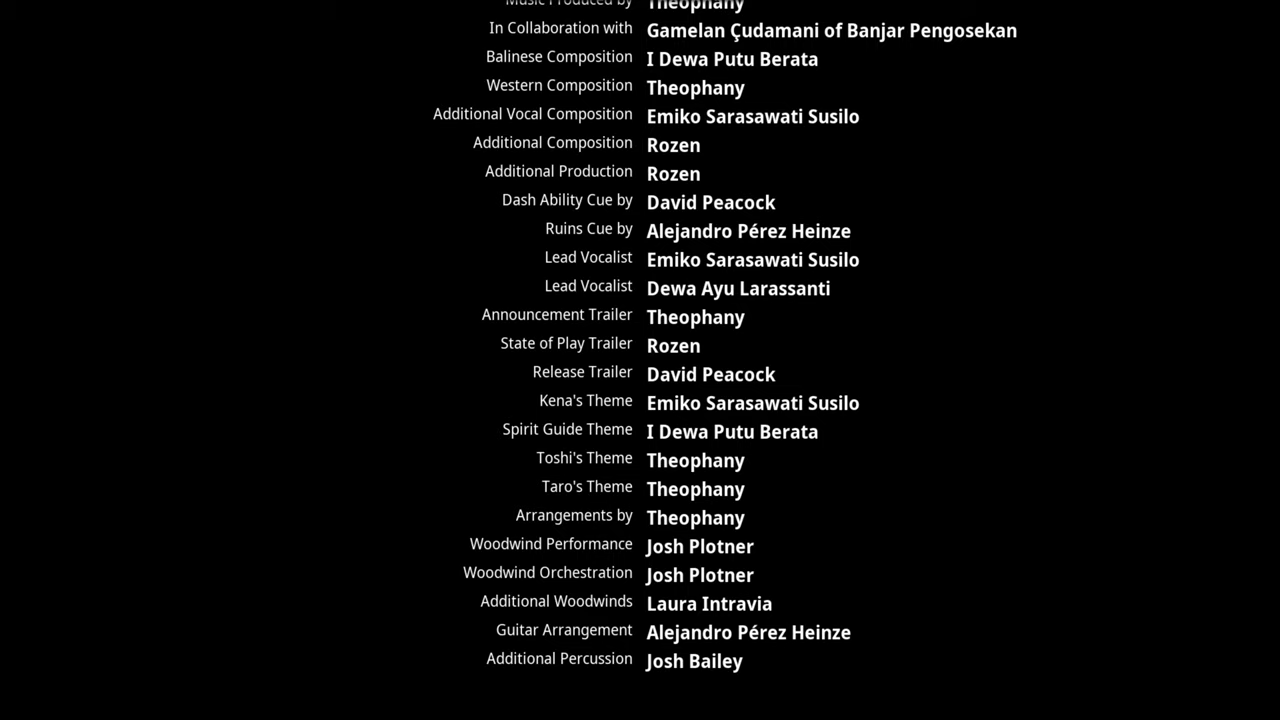 Music Produced by Theophany
In Collaboration with Gamelan Çudamani of Banjar Pengosekan
Balinese Composition I Dewa Putu Berata
Western Composition Theophany
Additional Vocal Composition Emiko Sarasawati Susilo
Additional Composition Rozen
Additional Production Rozen
Dash Ability Cue by David Peacock
Ruins Cue by Alejandro Pérez Heinze
Lead Vocalist Emiko Sarasawati Susilo
Lead Vocalist Dewa Ayu Larassanti
Announcement Trailer Theophany
State of Play Trailer Rozen
Release Trailer David Peacock
Kena's Theme Emiko Sarasawati Susilo
Spirit Guide Theme I Dewa Putu Berata
Toshi's Theme Theophany
Taro's Theme Theophany
Arrangements by Theophany
Woodwind Performance Josh Plotner
Woodwind Orchestration Josh Plotner
Additional Woodwinds Laura Intravia
Guitar Arrangement Alejandro Pérez Heinze
Additional Percussion Josh Bailey